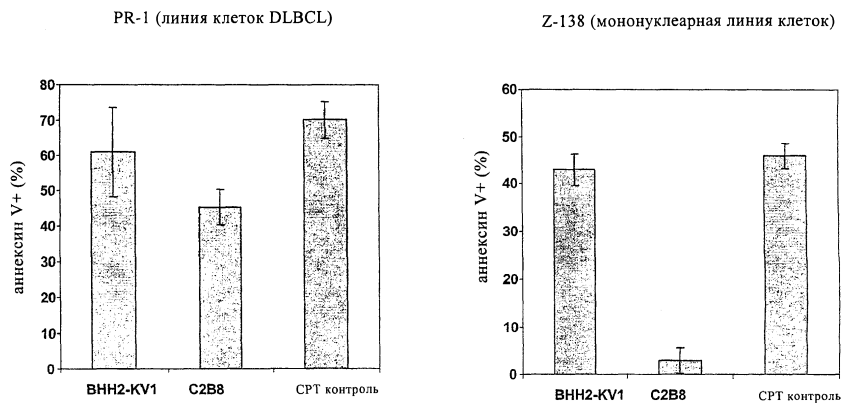 PR-1 (линия клеток DLBCL)
аннексин V+ (%)
80
70
60
50
40
30
20
10
0
BHH2-KV1 C2B8 CPT контроль
Z-138 (мононуклеарная линия клеток)
аннексин V+ (%)
60
50
40
30
20
10
0
BHH2-KV1 C2B8 CPT контроль